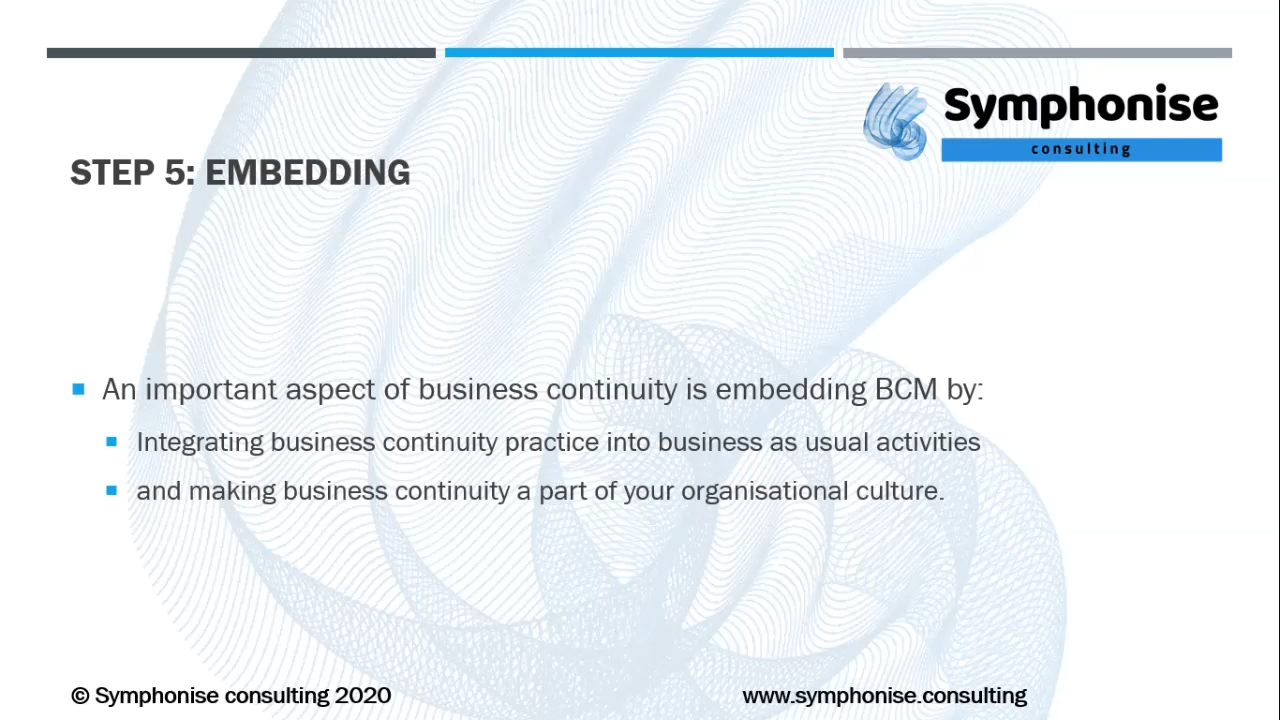 Symphonise
consulting
STEP 5: EMBEDDING
An important aspect of business continuity is embedding BCM by:
Integrating business continuity practice into business as usual activities
and making business continuity a part of your organisational culture.
© Symphonise consulting 2020
www.symphonise.consulting